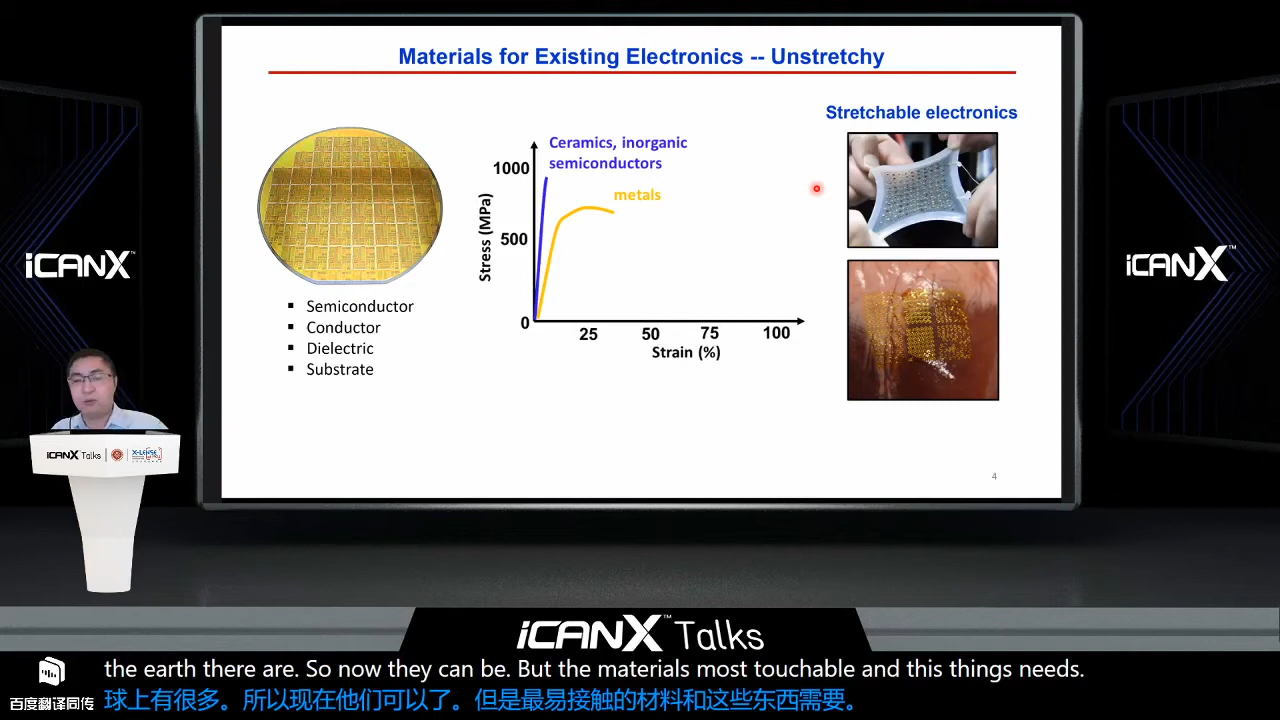 Materials for Existing Electronics -- Unstretchy
Stretchable electronics
Ceramics, inorganic
semiconductors
metals
1000
500
0
Stress (MPa)
25
50
75
100
Strain (%)
▪ Semiconductor
▪ Conductor
▪ Dielectric
▪ Substrate
4
iCANX™
iCANX™
iCANX Talks
iCANX™ Talks
the earth there are. So now they can be. But the materials most touchable and this things needs.
百度翻译同传
球上有很多。所以现在他们可以了。但是最易接触的材料和这些东西需要。